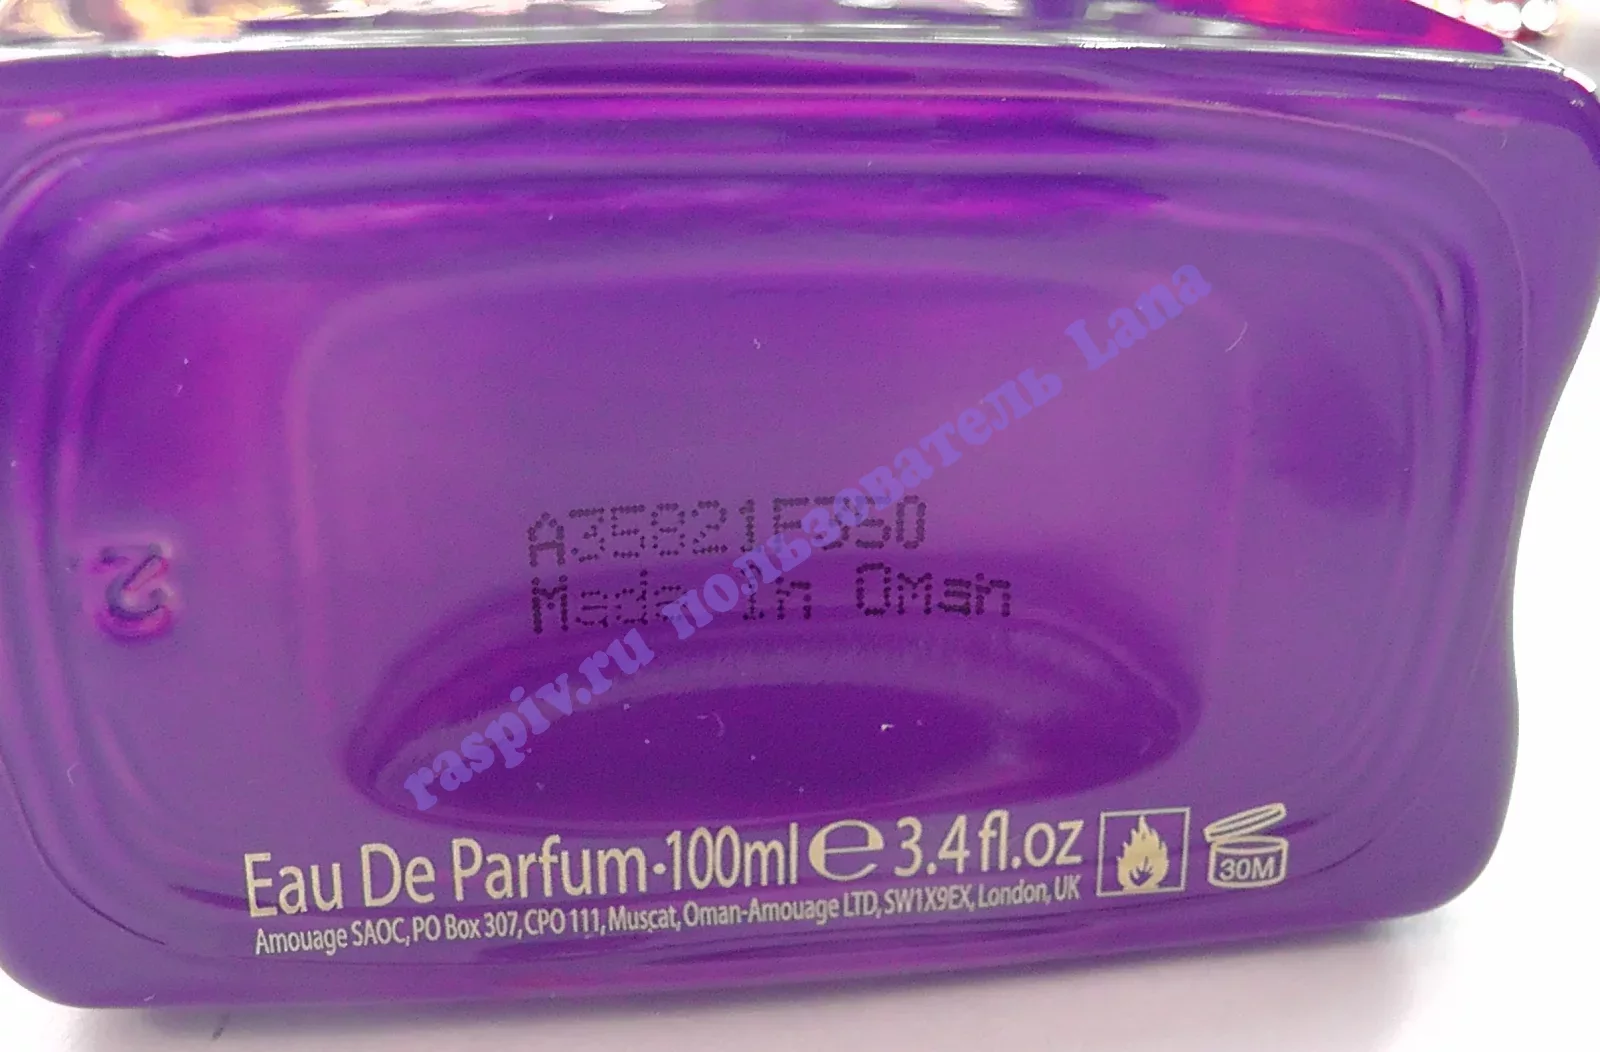 Made In Oman
raspiv.ru пользователь Lana
2
Eau De Parfum·100ml ℮ 3.4 fl.oz
30M
Amouage SAOC, PO Box 307, CPO 111, Muscat, Oman-Amouage LTD, SW1X9EX, London, UK